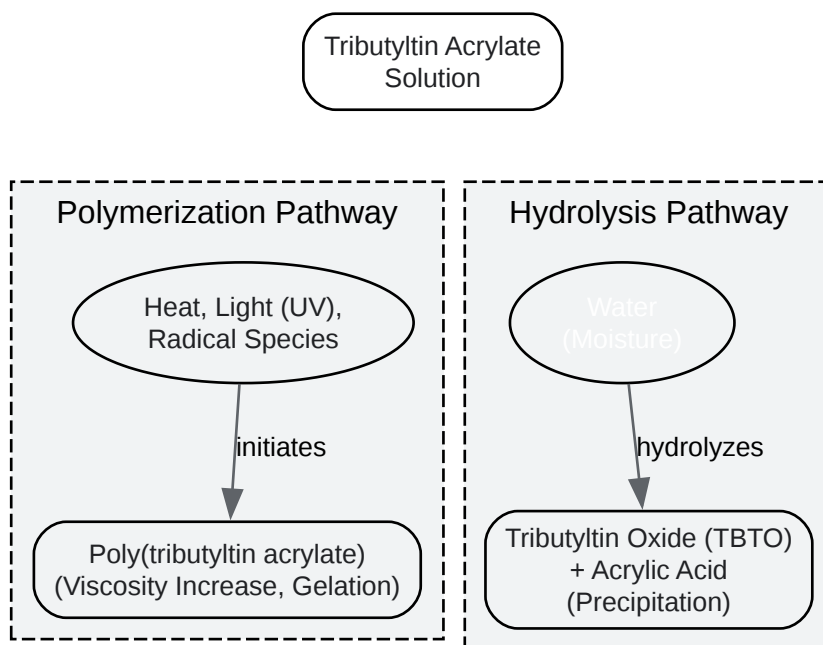 Tributyltin Acrylate
Solution
Polymerization Pathway
Heat, Light (UV),
Radical Species
initiates
Poly(tributyltin acrylate)
(Viscosity Increase, Gelation)
Hydrolysis Pathway
Water
(Moisture)
hydrolyzes
Tributyltin Oxide (TBTO)
+ Acrylic Acid
(Precipitation)